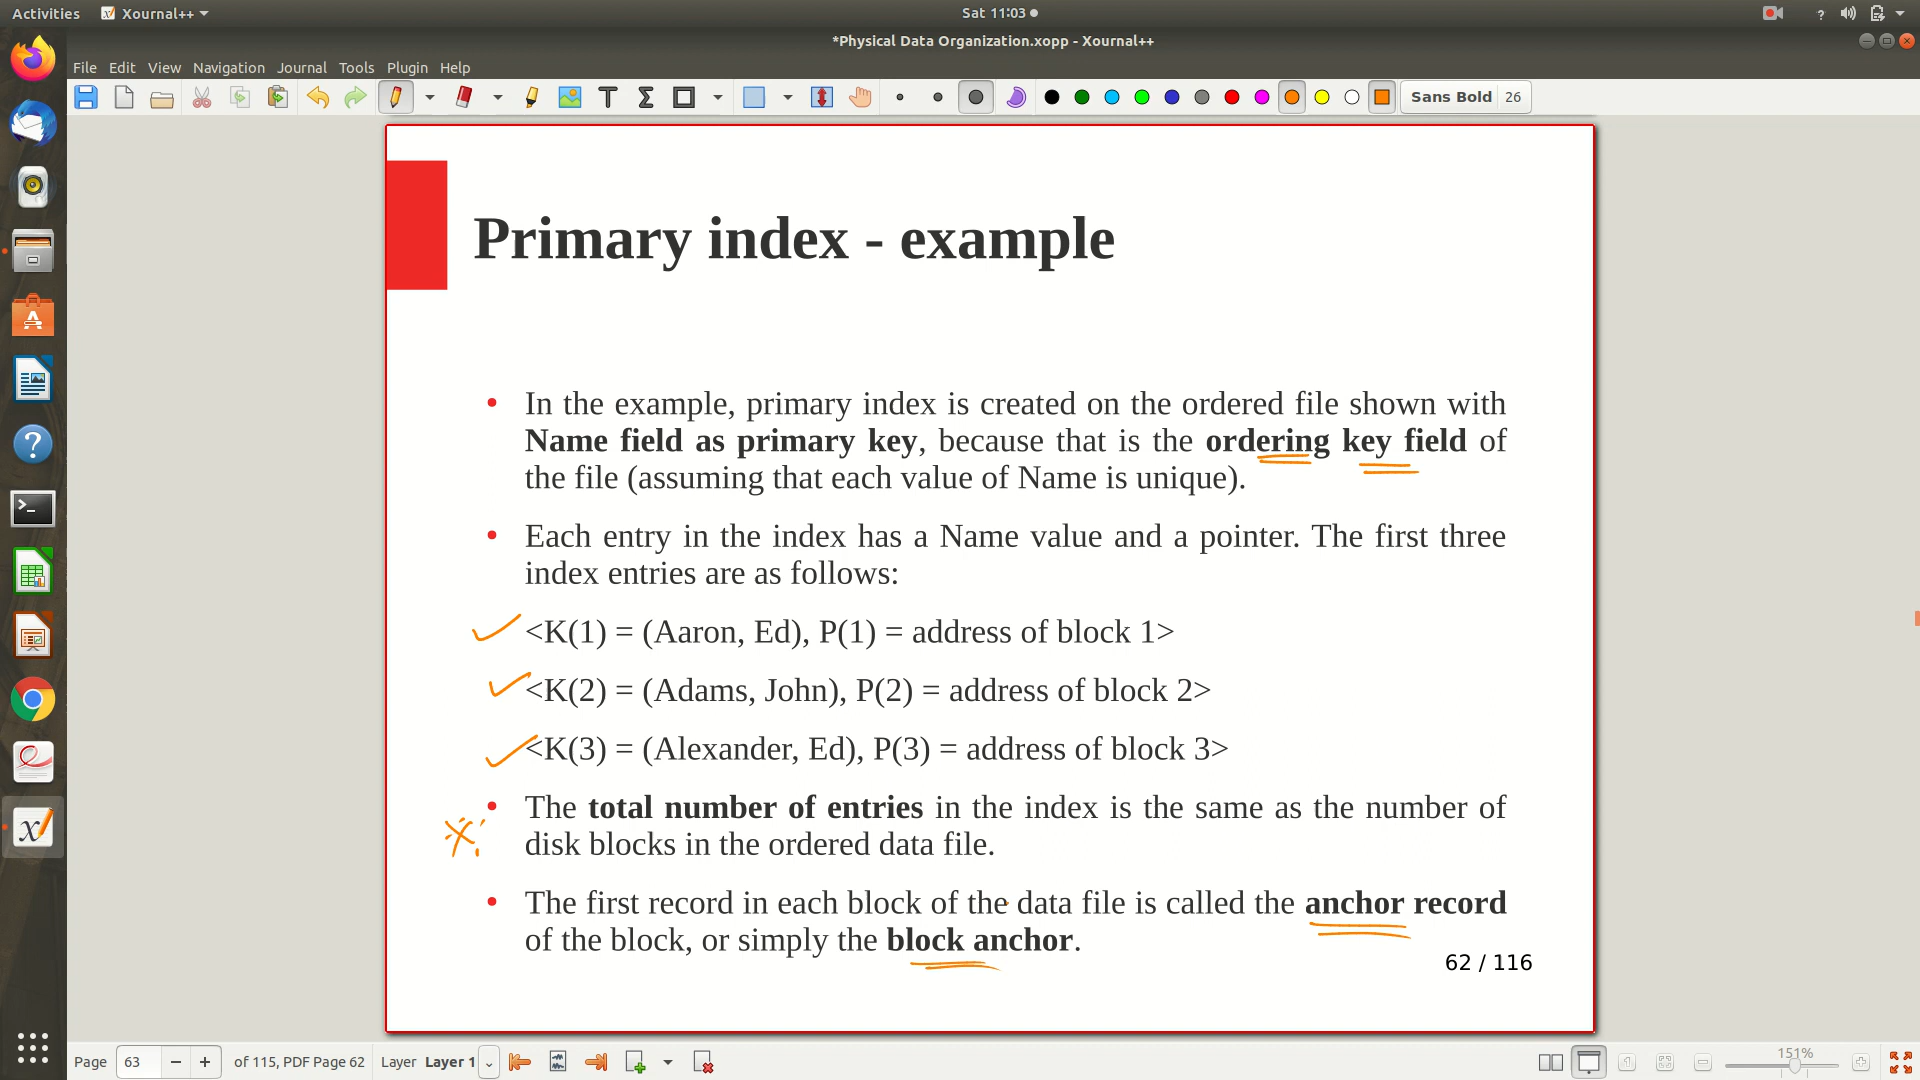 Activities Xournal++ Sat 11:03 ?
*Physical Data Organization.xopp - Xournal++
File Edit View Navigation Journal Tools Plugin Help
T Σ Sans Bold 26
Primary index - example
• In the example, primary index is created on the ordered file shown with
Name field as primary key, because that is the ordering key field of
the file (assuming that each value of Name is unique).
• Each entry in the index has a Name value and a pointer. The first three
index entries are as follows:
<K(1) = (Aaron, Ed), P(1) = address of block 1>
<K(2) = (Adams, John), P(2) = address of block 2>
<K(3) = (Alexander, Ed), P(3) = address of block 3>
• The total number of entries in the index is the same as the number of
disk blocks in the ordered data file.
• The first record in each block of the data file is called the anchor record
of the block, or simply the block anchor.
62 / 116
Page 63 − + of 115, PDF Page 62 Layer Layer 1 151%